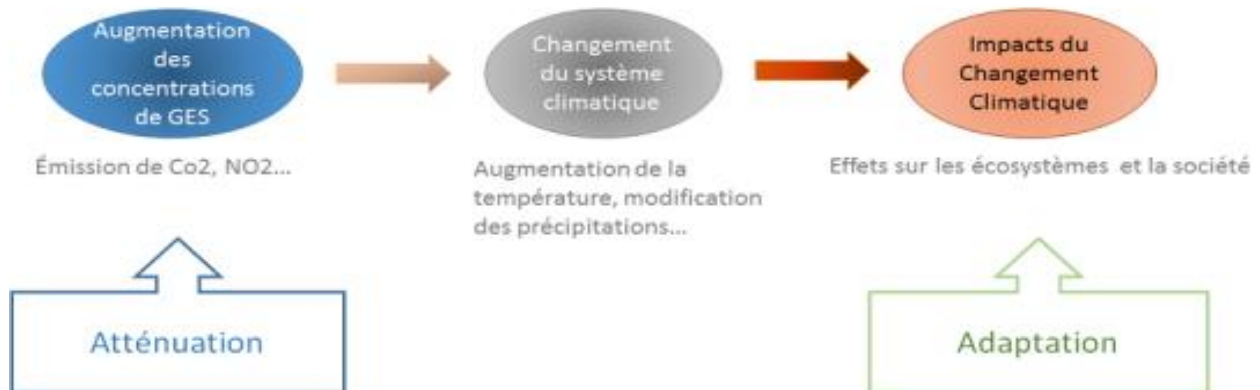 Augmentation
des
concentrations
de GES
Changement
du système
climatique
Impacts du
Changement
Climatique
Émission de Co2, NO2...
Augmentation de la
température, modification
des précipitations...
Effets sur les écosystèmes et la société
Atténuation
Adaptation